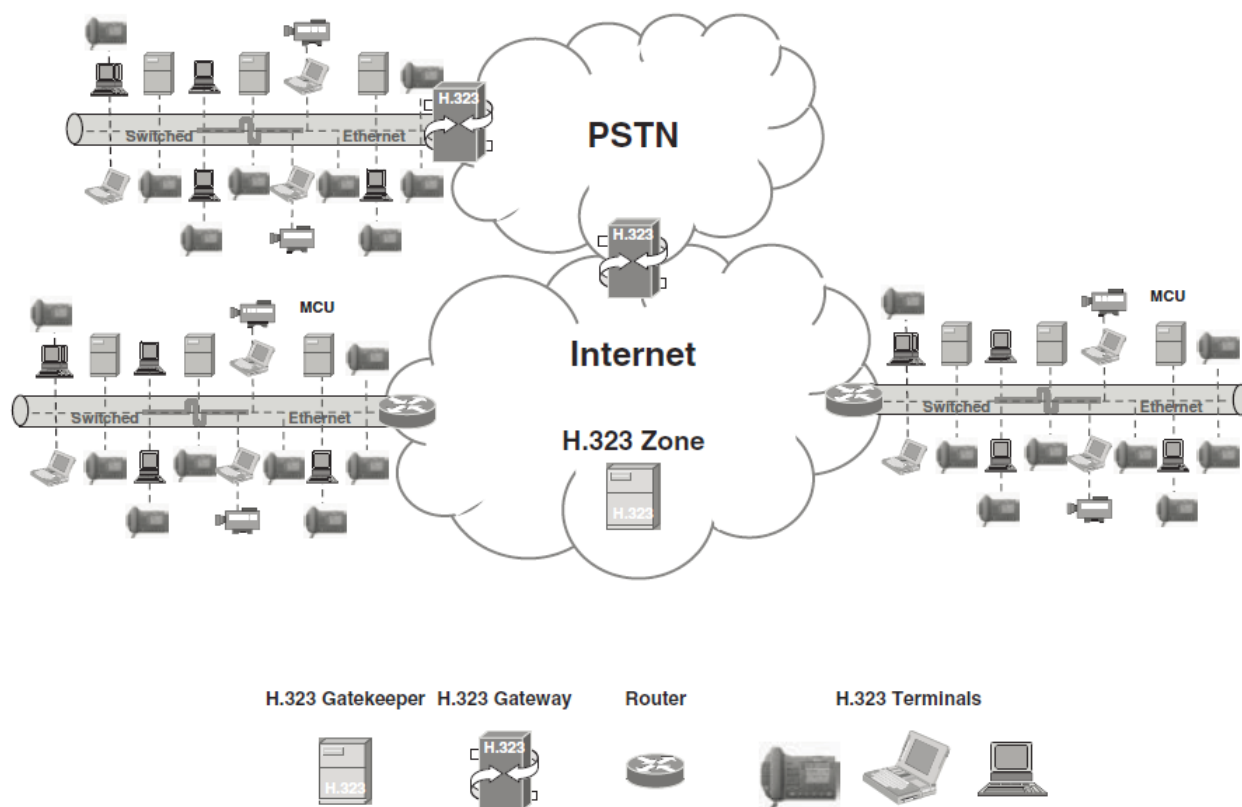 H.323
PSTN
Switched
Ethernet
H.323
MCU
MCU
Internet
Switched
Ethernet
Switched
Ethernet
H.323 Zone
H.323
H.323 Gatekeeper
H.323 Gateway
Router
H.323 Terminals
H.323
H.323